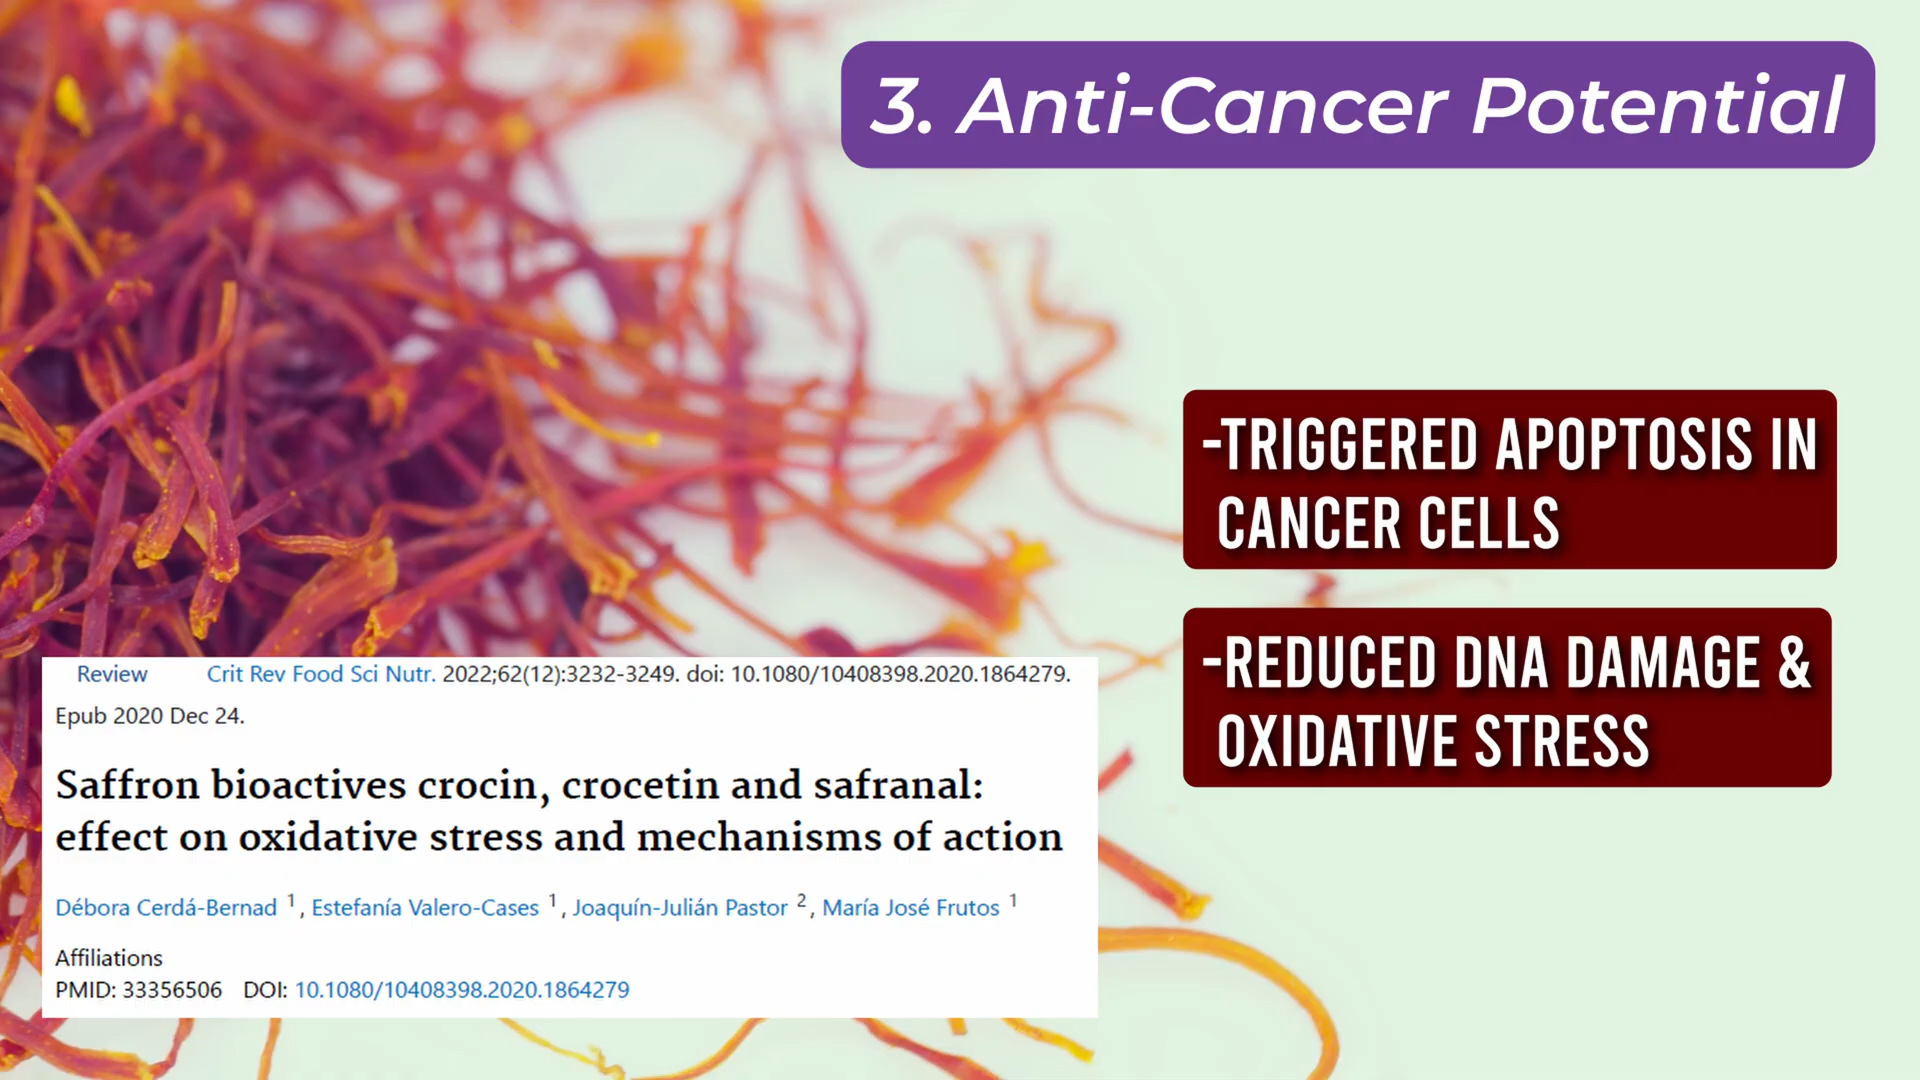 3. Anti-Cancer Potential
-TRIGGERED APOPTOSIS IN
CANCER CELLS
-REDUCED DNA DAMAGE &
OXIDATIVE STRESS
Review Crit Rev Food Sci Nutr. 2022;62(12):3232-3249. doi: 10.1080/10408398.2020.1864279.
Epub 2020 Dec 24.
Saffron bioactives crocin, crocetin and safranal:
effect on oxidative stress and mechanisms of action
Débora Cerdá-Bernad 1, Estefanía Valero-Cases 1, Joaquín-Julián Pastor 2, María José Frutos 1
Affiliations
PMID: 33356506 DOI: 10.1080/10408398.2020.1864279